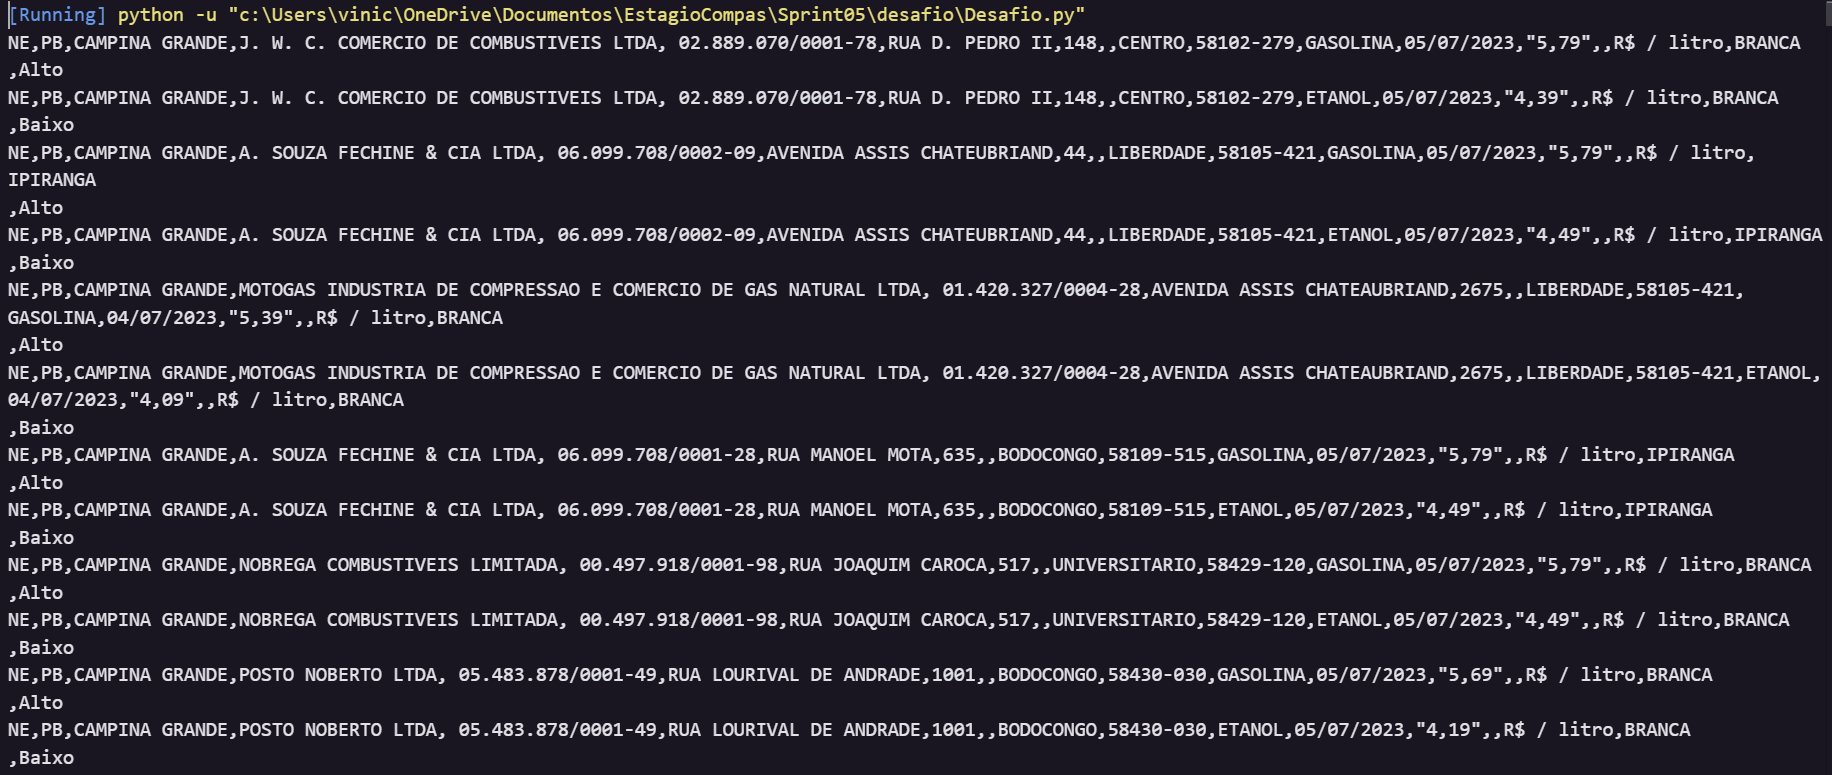 [Running] python -u "c:\Users\vinic\OneDrive\Documentos\EstagioCompas\Sprint05\desafio\Desafio.py"
NE,PB,CAMPINA GRANDE,J. W. C. COMERCIO DE COMBUSTIVEIS LTDA, 02.889.070/0001-78,RUA D. PEDRO II,148,,CENTRO,58102-279,GASOLINA,05/07/2023,"5,79",,R$ / litro,BRANCA
,Alto
NE,PB,CAMPINA GRANDE,J. W. C. COMERCIO DE COMBUSTIVEIS LTDA, 02.889.070/0001-78,RUA D. PEDRO II,148,,CENTRO,58102-279,ETANOL,05/07/2023,"4,39",,R$ / litro,BRANCA
,Baixo
NE,PB,CAMPINA GRANDE,A. SOUZA FECHINE & CIA LTDA, 06.099.708/0002-09,AVENIDA ASSIS CHATEUBRIAND,44,,LIBERDADE,58105-421,GASOLINA,05/07/2023,"5,79",,R$ / litro,
IPIRANGA
,Alto
NE,PB,CAMPINA GRANDE,A. SOUZA FECHINE & CIA LTDA, 06.099.708/0002-09,AVENIDA ASSIS CHATEUBRIAND,44,,LIBERDADE,58105-421,ETANOL,05/07/2023,"4,49",,R$ / litro,IPIRANGA
,Baixo
NE,PB,CAMPINA GRANDE,MOTOGAS INDUSTRIA DE COMPRESSAO E COMERCIO DE GAS NATURAL LTDA, 01.420.327/0004-28,AVENIDA ASSIS CHATEAUBRIAND,2675,,LIBERDADE,58105-421,
GASOLINA,04/07/2023,"5,39",,R$ / litro,BRANCA
,Alto
NE,PB,CAMPINA GRANDE,MOTOGAS INDUSTRIA DE COMPRESSAO E COMERCIO DE GAS NATURAL LTDA, 01.420.327/0004-28,AVENIDA ASSIS CHATEAUBRIAND,2675,,LIBERDADE,58105-421,ETANOL,
04/07/2023,"4,09",,R$ / litro,BRANCA
,Baixo
NE,PB,CAMPINA GRANDE,A. SOUZA FECHINE & CIA LTDA, 06.099.708/0001-28,RUA MANOEL MOTA,635,,BODOCONGO,58109-515,GASOLINA,05/07/2023,"5,79",,R$ / litro,IPIRANGA
,Alto
NE,PB,CAMPINA GRANDE,A. SOUZA FECHINE & CIA LTDA, 06.099.708/0001-28,RUA MANOEL MOTA,635,,BODOCONGO,58109-515,ETANOL,05/07/2023,"4,49",,R$ / litro,IPIRANGA
,Baixo
NE,PB,CAMPINA GRANDE,NOBREGA COMBUSTIVEIS LIMITADA, 00.497.918/0001-98,RUA JOAQUIM CAROCA,517,,UNIVERSITARIO,58429-120,GASOLINA,05/07/2023,"5,79",,R$ / litro,BRANCA
,Alto
NE,PB,CAMPINA GRANDE,NOBREGA COMBUSTIVEIS LIMITADA, 00.497.918/0001-98,RUA JOAQUIM CAROCA,517,,UNIVERSITARIO,58429-120,ETANOL,05/07/2023,"4,49",,R$ / litro,BRANCA
,Baixo
NE,PB,CAMPINA GRANDE,POSTO NOBERTO LTDA, 05.483.878/0001-49,RUA LOURIVAL DE ANDRADE,1001,,BODOCONGO,58430-030,GASOLINA,05/07/2023,"5,69",,R$ / litro,BRANCA
,Alto
NE,PB,CAMPINA GRANDE,POSTO NOBERTO LTDA, 05.483.878/0001-49,RUA LOURIVAL DE ANDRADE,1001,,BODOCONGO,58430-030,ETANOL,05/07/2023,"4,19",,R$ / litro,BRANCA
,Baixo